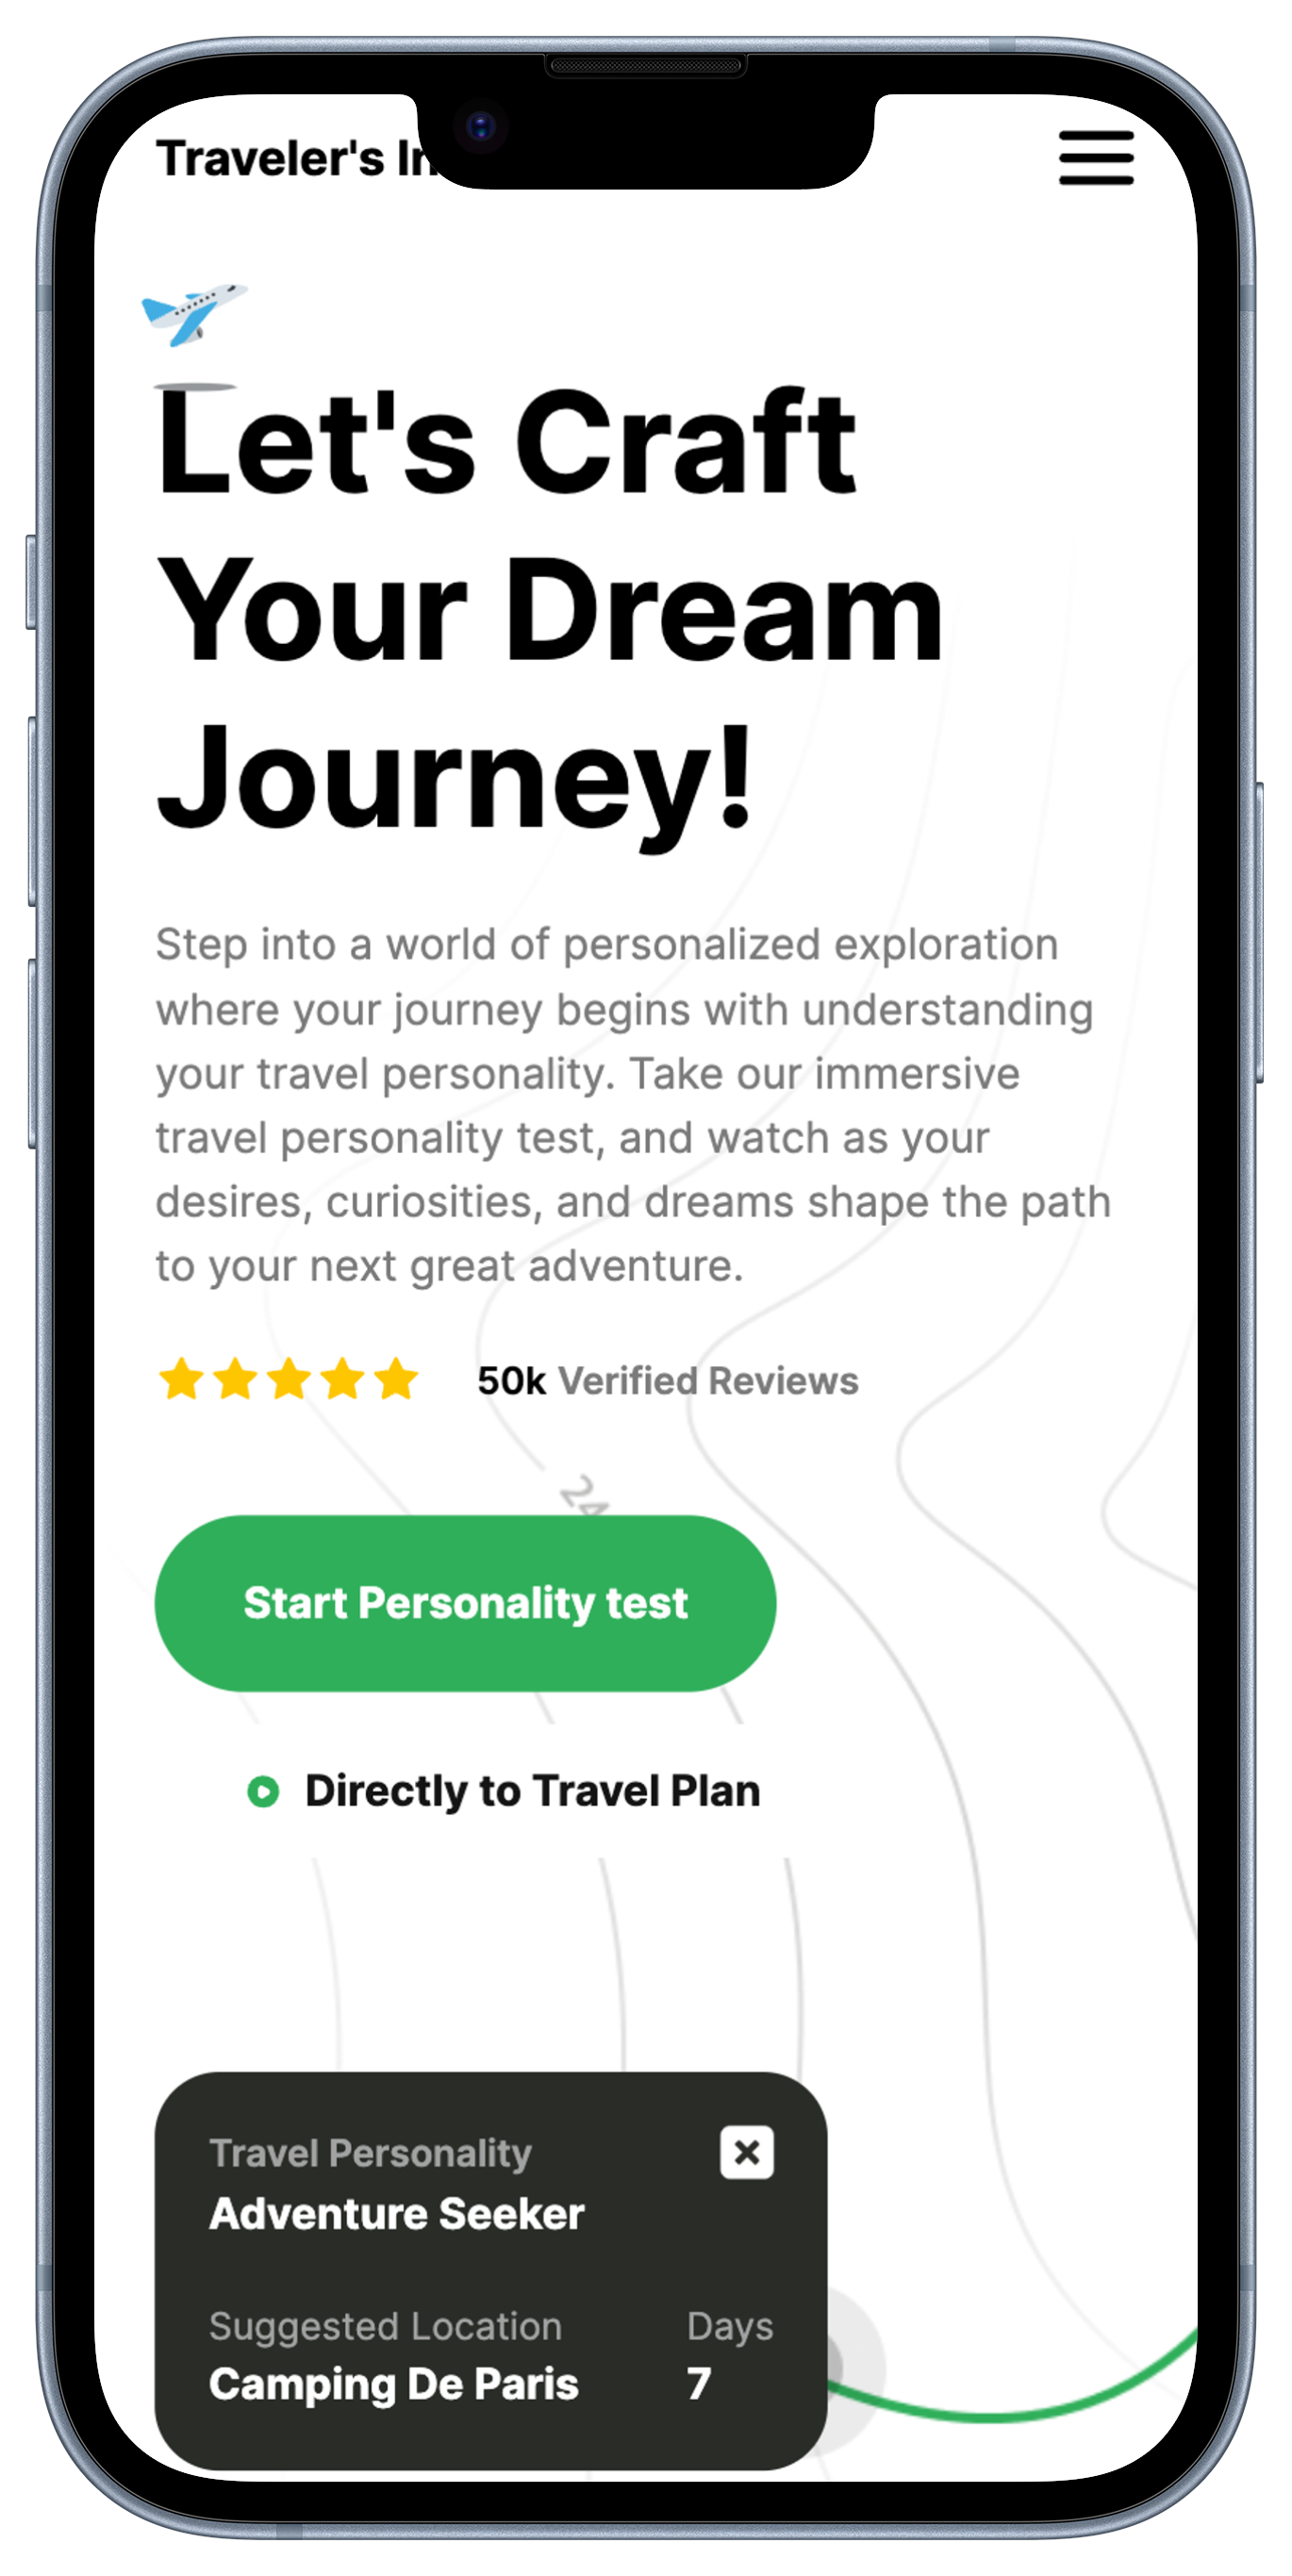 Traveler's In
Let's Craft
Your Dream
Journey!
Step into a world of personalized exploration
where your journey begins with understanding
your travel personality. Take our immersive
travel personality test, and watch as your
desires, curiosities, and dreams shape the path
to your next great adventure.
50k Verified Reviews
24
Start Personality test
Directly to Travel Plan
Travel Personality
Adventure Seeker
Suggested Location Days
Camping De Paris 7